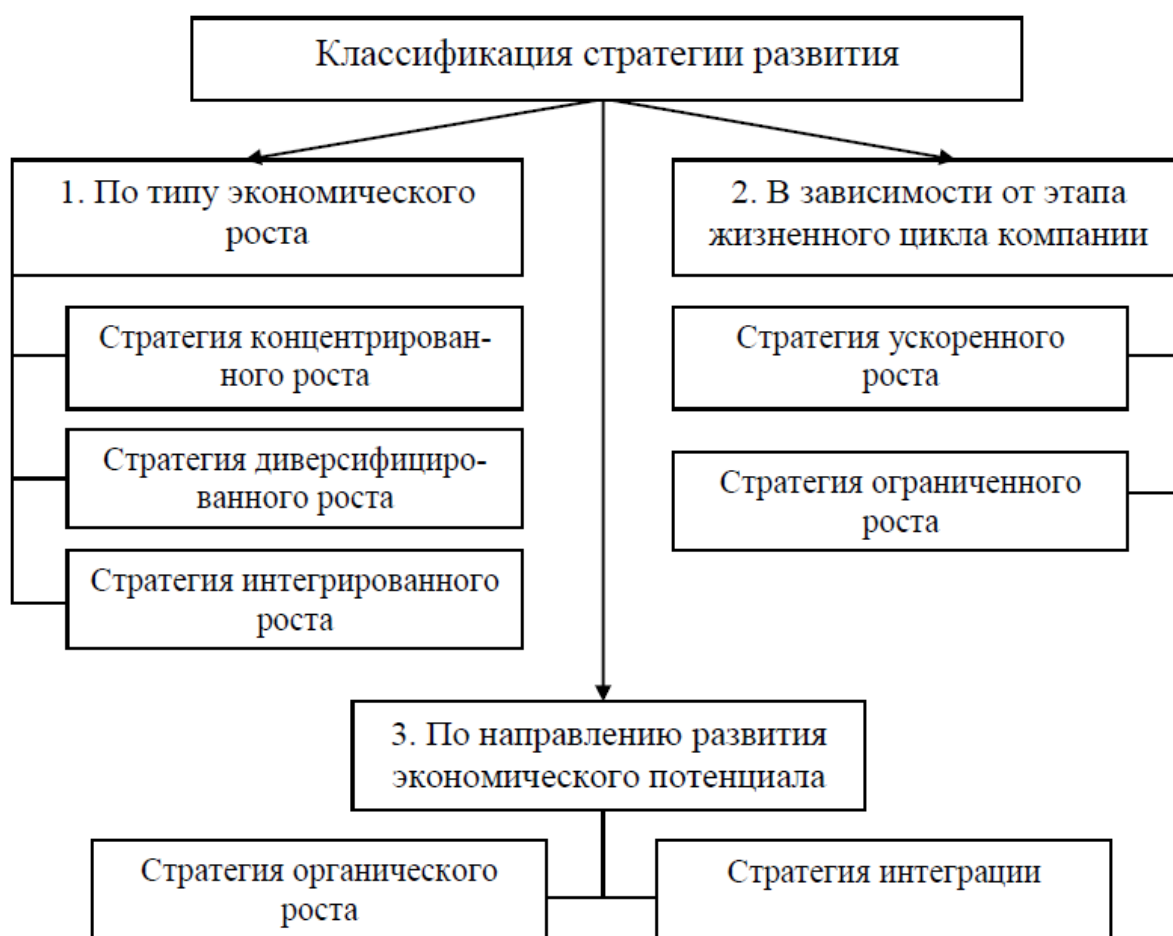 Классификация стратегии развития
1. По типу экономического
роста
Стратегия концентрирован-
ного роста
Стратегия диверсифициро-
ванного роста
Стратегия интегрированного
роста
2. В зависимости от этапа
жизненного цикла компании
Стратегия ускоренного
роста
Стратегия ограниченного
роста
3. По направлению развития
экономического потенциала
Стратегия органического
роста
Стратегия интеграции